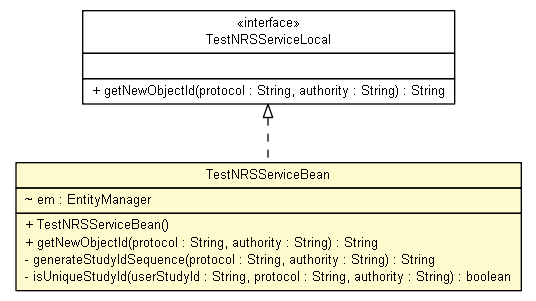 «interface»
TestNRSServiceLocal
+ getNewObjectId(protocol : String, authority : String) : String
TestNRSServiceBean
~ em : EntityManager
+ TestNRSServiceBean()
+ getNewObjectId(protocol : String, authority : String) : String
- generateStudyIdSequence(protocol : String, authority : String) : String
- isUniqueStudyId(userStudyId : String, protocol : String, authority : String) : boolean